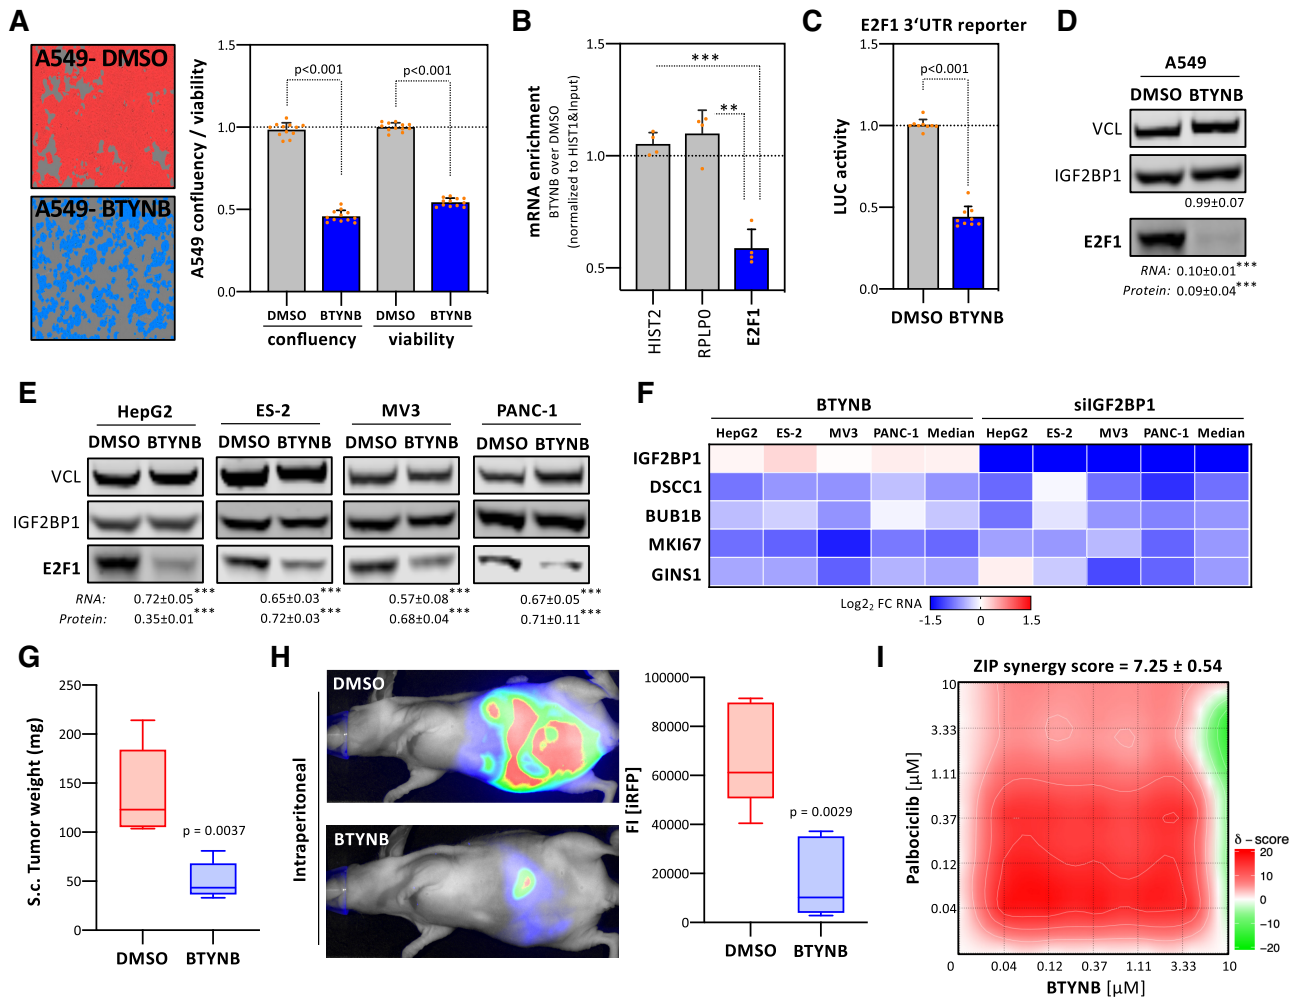 A
A549- DMSO
A549- BTYNB
A549 confluency / viability
1.5
1.0
0.5
0.0
p<0.001
p<0.001
DMSO BTYNB DMSO BTYNB
confluency viability
B
mRNA enrichment
BTYNB over DMSO
(normalized to HIST1&Input)
1.5
1.0
0.5
***
**
HIST2
RPLP0
E2F1
C
E2F1 3'UTR reporter
LUC activity
1.5
1.0
0.5
0.0
p<0.001
DMSO BTYNB
D
A549
DMSO BTYNB
VCL
IGF2BP1
0.99±0.07
E2F1
RNA: 0.10±0.01***
Protein: 0.09±0.04***
E
HepG2 ES-2 MV3 PANC-1
DMSO BTYNB DMSO BTYNB DMSO BTYNB DMSO BTYNB
VCL
IGF2BP1
E2F1
RNA: 0.72±0.05*** 0.65±0.03*** 0.57±0.08*** 0.67±0.05***
Protein: 0.35±0.01*** 0.72±0.03*** 0.68±0.04*** 0.71±0.11***
F
BTYNB siIGF2BP1
HepG2 ES-2 MV3 PANC-1 Median HepG2 ES-2 MV3 PANC-1 Median
IGF2BP1
DSCC1
BUB1B
MKI67
GINS1
Log2₂ FC RNA
-1.5 0 1.5
G
S.c. Tumor weight (mg)
250
200
150
100
50
0
p = 0.0037
DMSO BTYNB
H
Intraperitoneal
DMSO
BTYNB
FI [iRFP]
100000
80000
60000
40000
20000
0
p = 0.0029
DMSO BTYNB
I
ZIP synergy score = 7.25 ± 0.54
Palbociclib [µM]
10
3.33
1.11
0.37
0.12
0.04
0 0.04 0.12 0.37 1.11 3.33 10
BTYNB [µM]
δ - score
20
10
0
-10
-20